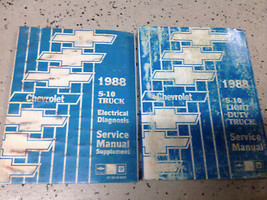 1988
Chevrolet
S-10
TRUCK
Electrical
Diagnosis
Service
Manual
Supplement
1988
Chevrolet
S-10
LIGHT
DUTY TRUCK
Service
Manual